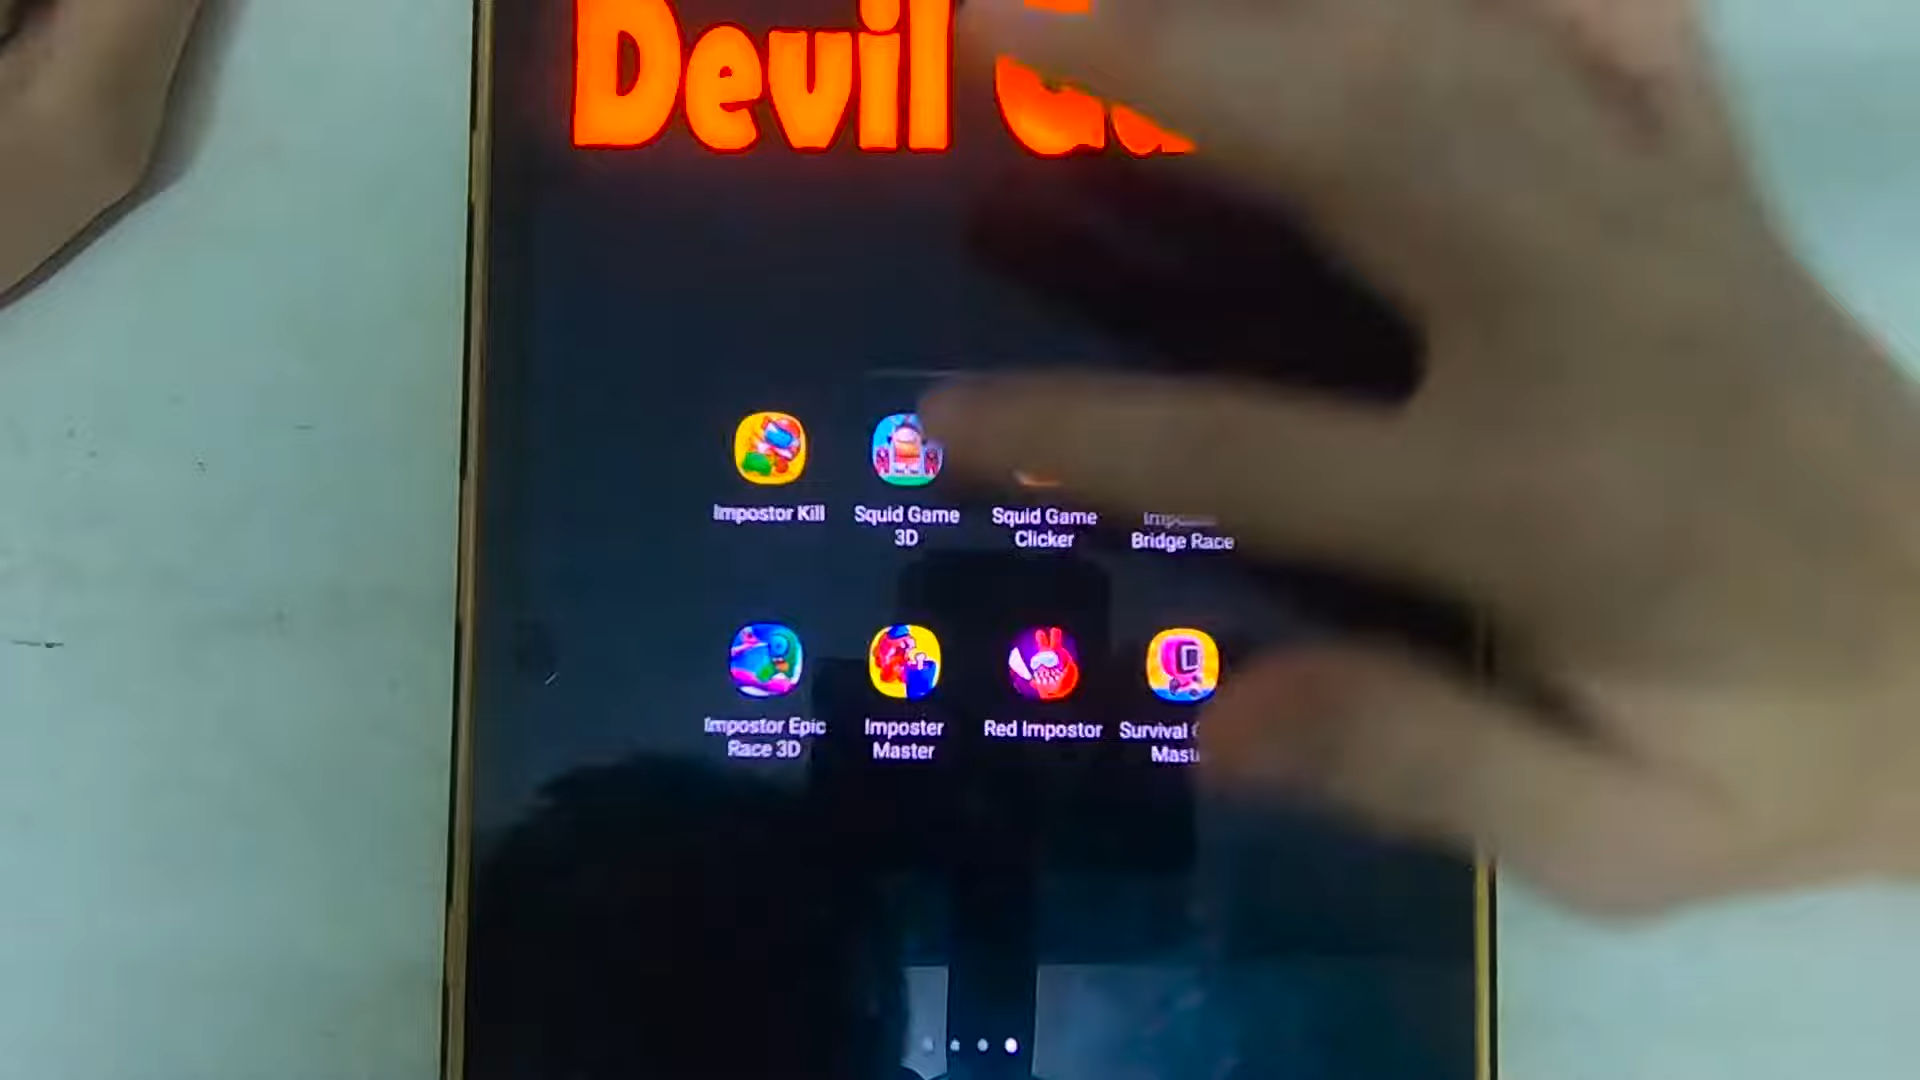 Devil
Impostor Kill
Squid Game
3D
Squid Game
Clicker
Bridge Race
Impostor Epic
Race 3D
Imposter
Master
Red Impostor
Survival